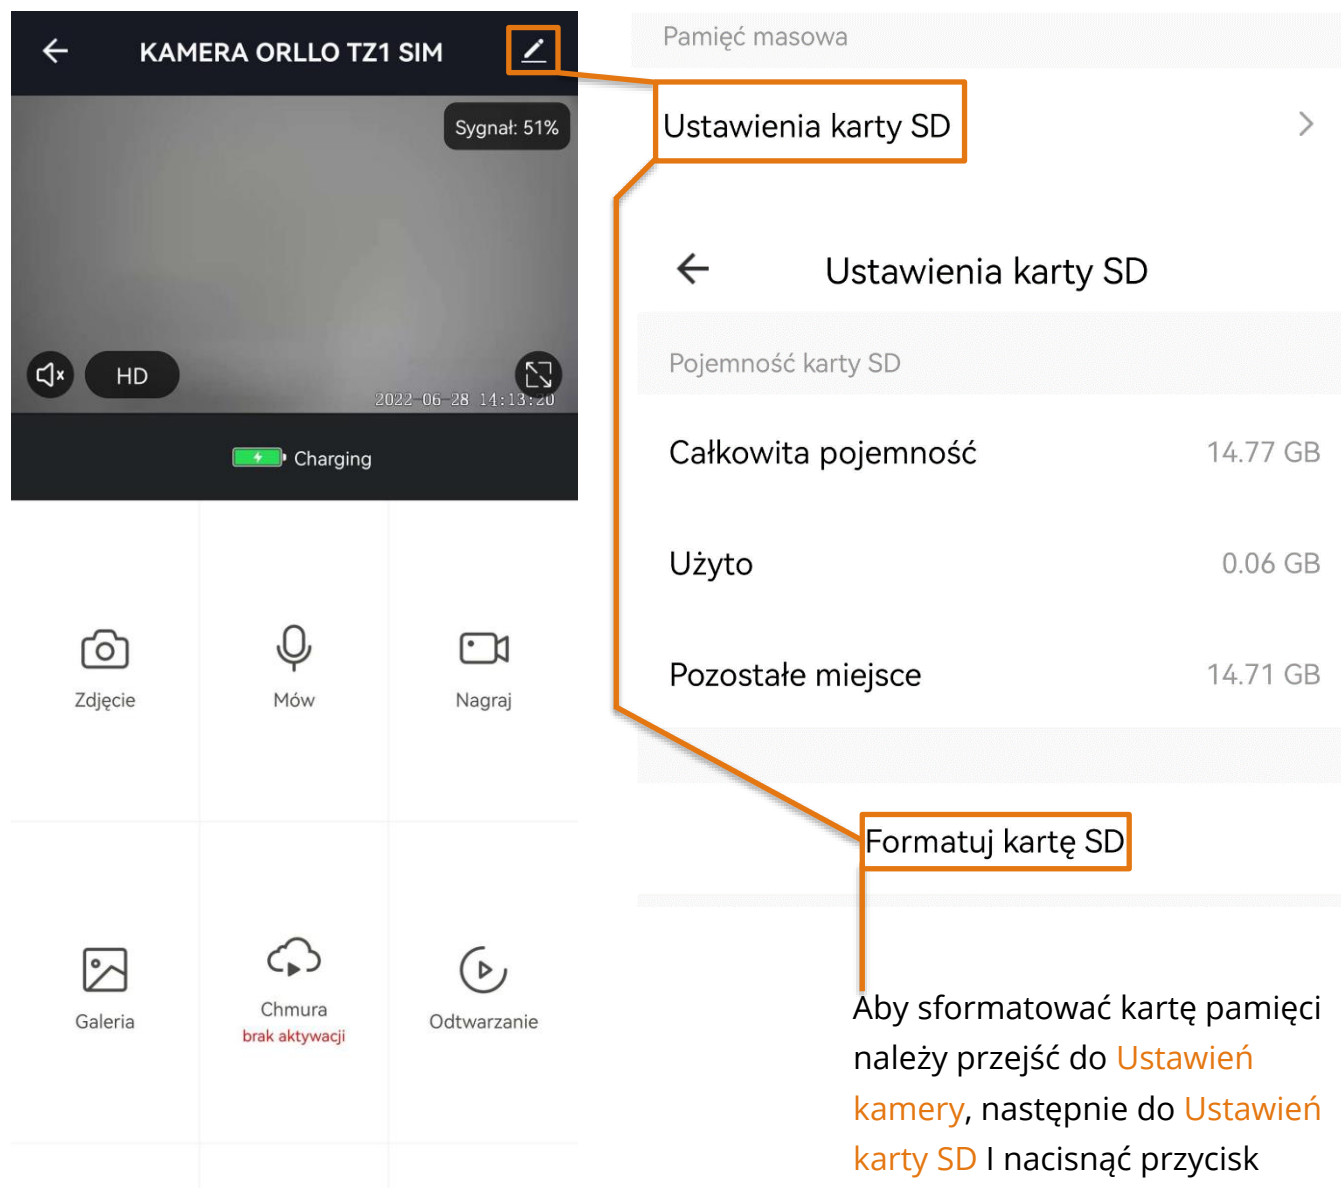 KAMERA ORLLO TZ1 SIM
Sygnał: 51%
HD
2022-06-28 14:13:20
Charging
Zdjęcie
Mów
Nagraj
Galeria
Chmura
brak aktywacji
Odtwarzanie
Pamięć masowa
Ustawienia karty SD
Ustawienia karty SD
Pojemność karty SD
Całkowita pojemność 14.77 GB
Użyto 0.06 GB
Pozostałe miejsce 14.71 GB
Formatuj kartę SD
Aby sformatować kartę pamięci
należy przejść do Ustawień
kamery, następnie do Ustawień
karty SD I nacisnąć przycisk